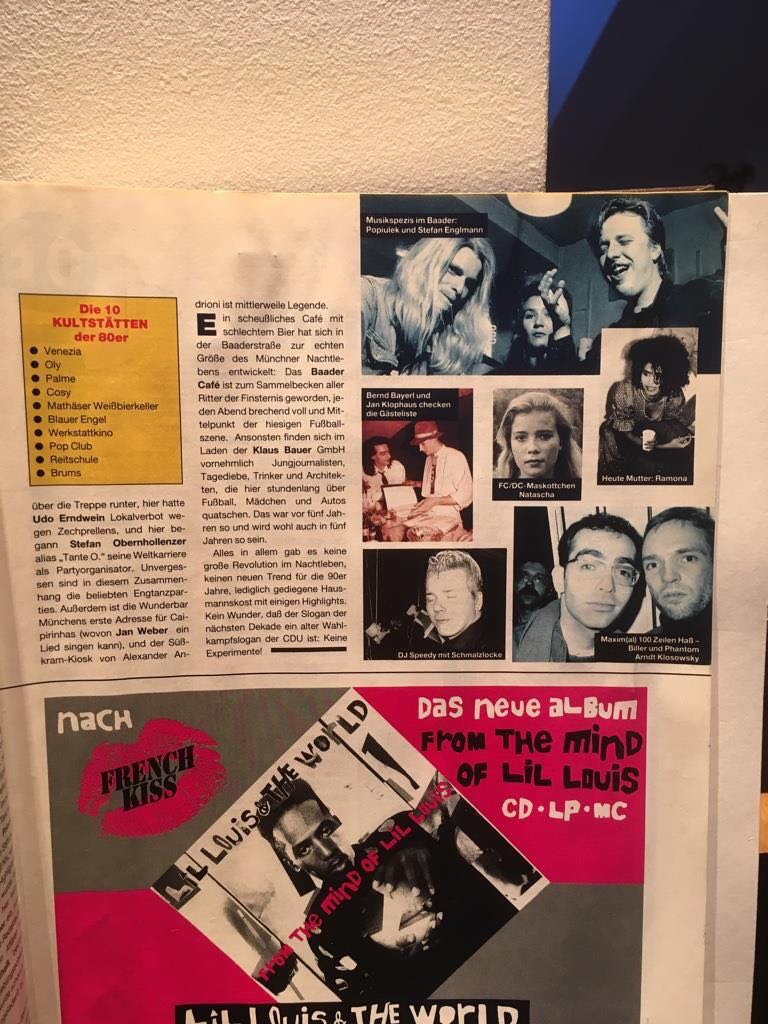 Die 10
KULTSTÄTTEN
der 80er
Venezia
Oly
Palme
Cosy
Mathäser Weißbierkeller
Blauer Engel
Werkstattkino
Pop Club
Reitschule
Brums
über die Treppe runter, hier hatte
Udo Erndwein Lokalverbot we-
gen Zechprellens, und hier be-
gann Stefan Obernhollenzer
alias „Tante O.“ seine Weltkarriere
als Partyorganisator. Unverges-
sen sind in diesem Zusammen-
hang die beliebten Engtanzpar-
ties. Außerdem ist die Wunderbar
Münchens erste Adresse für Cai-
pirinhas (wovon Jan Weber ein
Lied singen kann), und der Süß-
kram-Kiosk von Alexander An-
drioni ist mittlerweile Legende.
Ein scheußliches Café mit
schlechtem Bier hat sich in
der Baaderstraße zur echten
Größe des Münchner Nachtle-
bens entwickelt: Das Baader
Café ist zum Sammelbecken aller
Ritter der Finsternis geworden, je-
den Abend brechend voll und Mit-
telpunkt der hiesigen Fußball-
szene. Ansonsten finden sich im
Laden der Klaus Bauer GmbH
vornehmlich Jungjournalisten,
Tagediebe, Trinker und Architek-
ten, die hier stundenlang über
Fußball, Mädchen und Autos
quatschen. Das war vor fünf Jah-
ren so und wird wohl auch in fünf
Jahren so sein.
Alles in allem gab es keine
große Revolution im Nachtleben,
keinen neuen Trend für die 90er
Jahre, lediglich gediegene Haus-
mannskost mit einigen Highlights.
Kein Wunder, daß der Slogan der
nächsten Dekade ein alter Wahl-
kampfslogan der CDU ist: Keine
Experimente!
Musikspezis im Baader:
Popiulek und Stefan Englmann
Bernd Bayerl und
Jan Klophaus checken
die Gästeliste
FC/DC-Maskottchen
Natascha
Heute Mutter: Ramona
DJ Speedy mit Schmalzlocke
Maxim(al) 100 Zeilen Haß –
Biller und Phantom
Arndt Klosowsky
nach
FRENCH
KISS
Das neue album
FROM THE MIND
OF LiL LOUiS
CD · LP · MC
LiL LOUiS & THE WORLD
FROM THE MIND OF LiL LOUiS
LiL LOUiS & THE WORLD